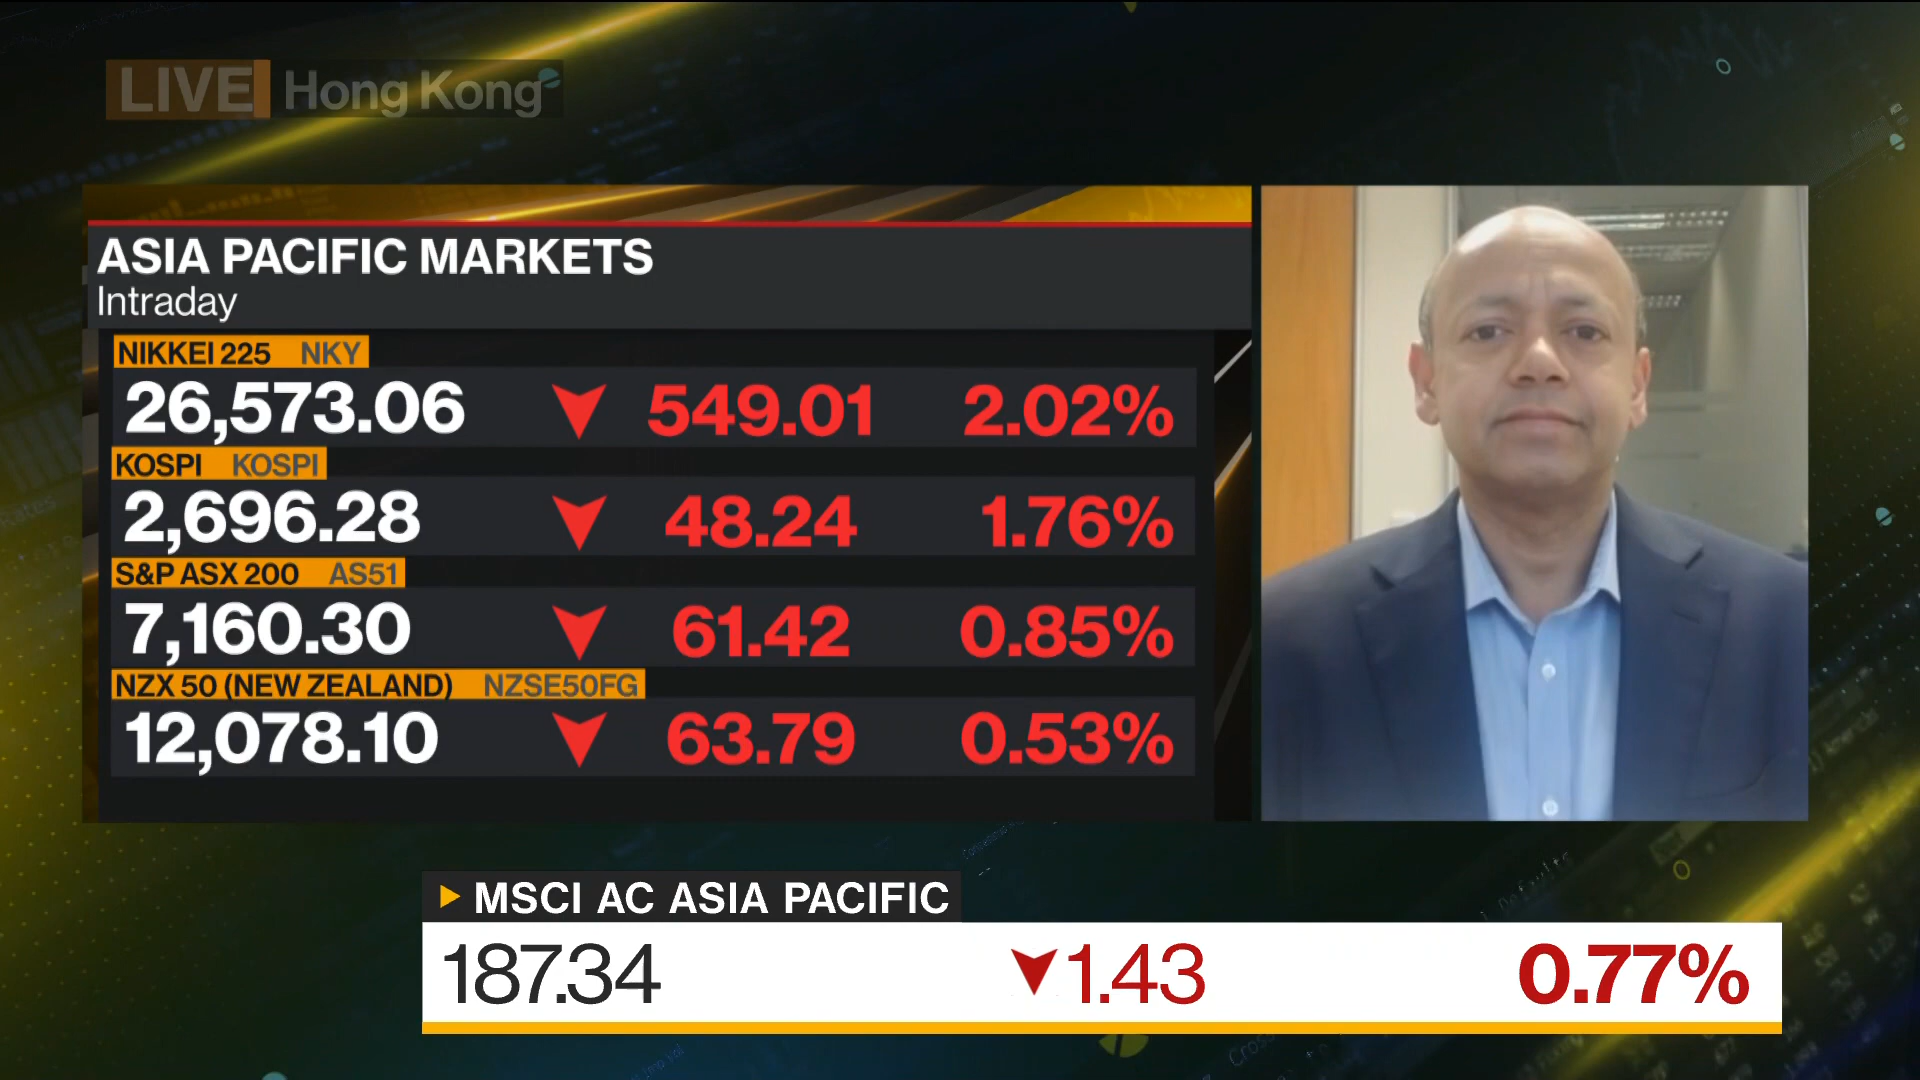 LIVE Hong Kong
ASIA PACIFIC MARKETS
Intraday
NIKKEI 225 NKY
26,573.06 549.01 2.02%
KOSPI KOSPI
2,696.28 48.24 1.76%
S&P ASX 200 AS51
7,160.30 61.42 0.85%
NZX 50 (NEW ZEALAND) NZSE50FG
12,078.10 63.79 0.53%
MSCI AC ASIA PACIFIC
187.34 1.43 0.77%